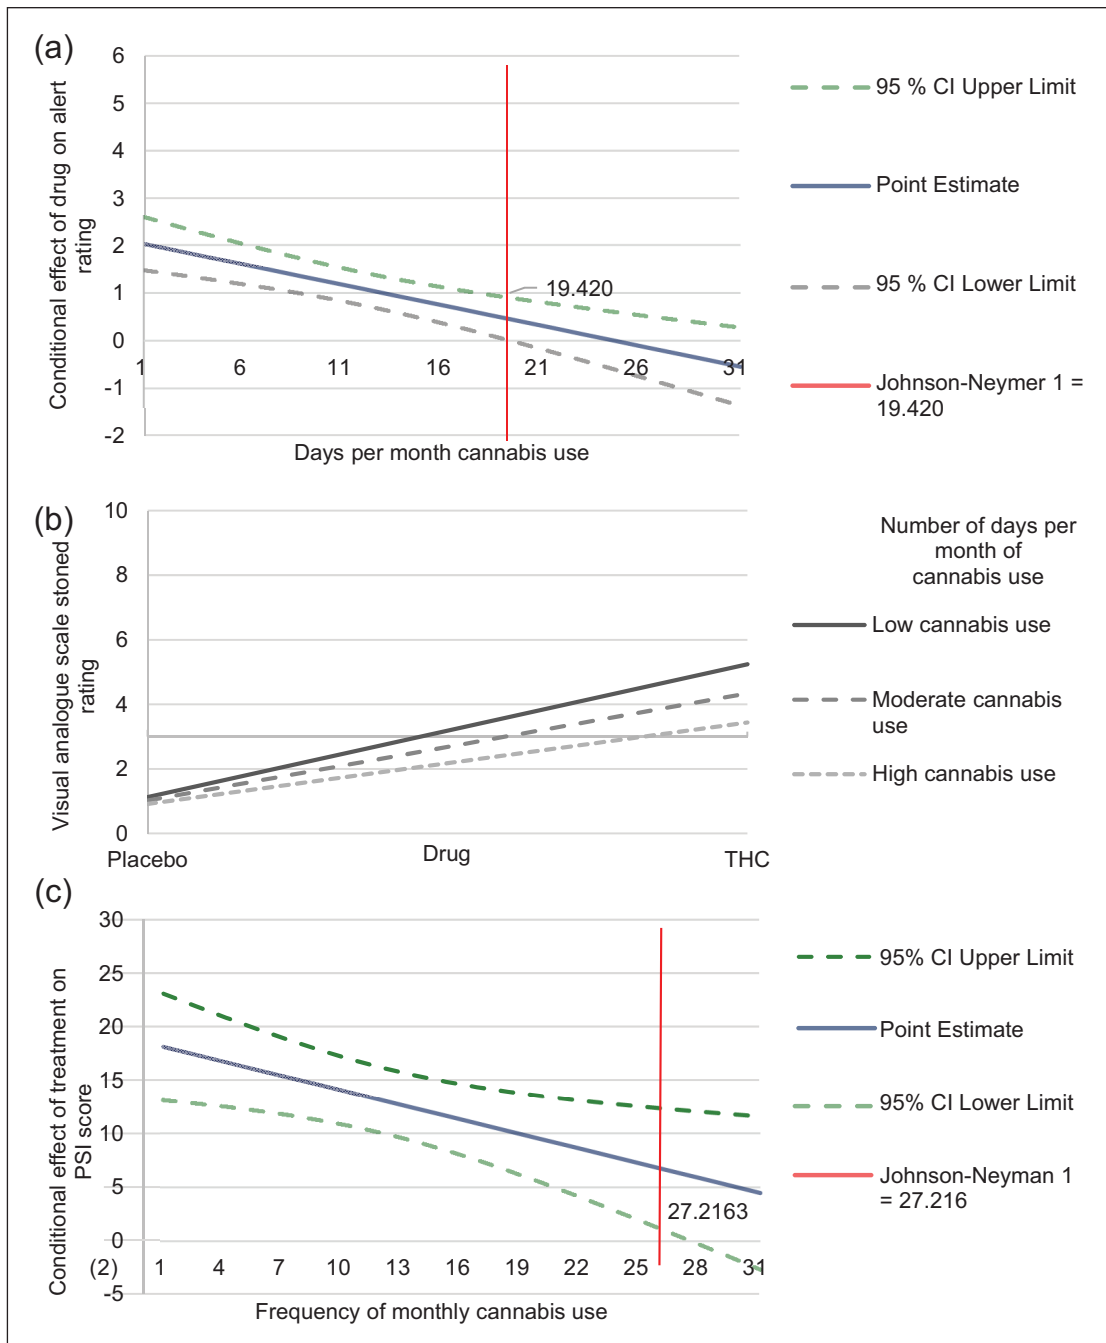 (a)
Conditional effect of drug on alert
rating
6
5
4
3
2
1
0
-1
-2
1
6
11
16
21
26
31
19.420
Days per month cannabis use
95 % CI Upper Limit
Point Estimate
95 % CI Lower Limit
Johnson-Neymer 1 =
19.420
(b)
Visual analogue scale stoned
rating
10
8
6
4
2
0
Placebo
Drug
THC
Number of days per
month of
cannabis use
Low cannabis use
Moderate cannabis
use
High cannabis use
(c)
Conditional effect of treatment on
PSI score
30
25
20
15
10
5
0
-5
(2)
1
4
7
10
13
16
19
22
25
28
31
27.2163
Frequency of monthly cannabis use
95% CI Upper Limit
Point Estimate
95% CI Lower Limit
Johnson-Neyman 1
= 27.216